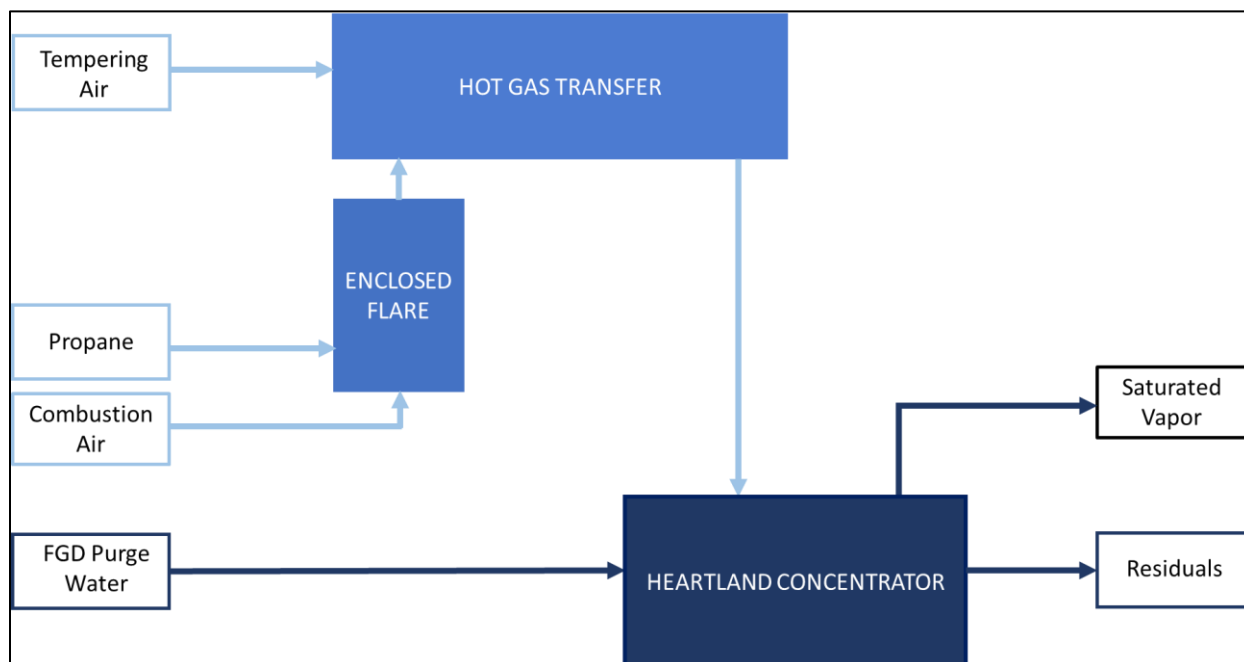 Tempering
Air
HOT GAS TRANSFER
ENCLOSED
FLARE
Propane
Combustion
Air
Saturated
Vapor
FGD Purge
Water
HEARTLAND CONCENTRATOR
Residuals